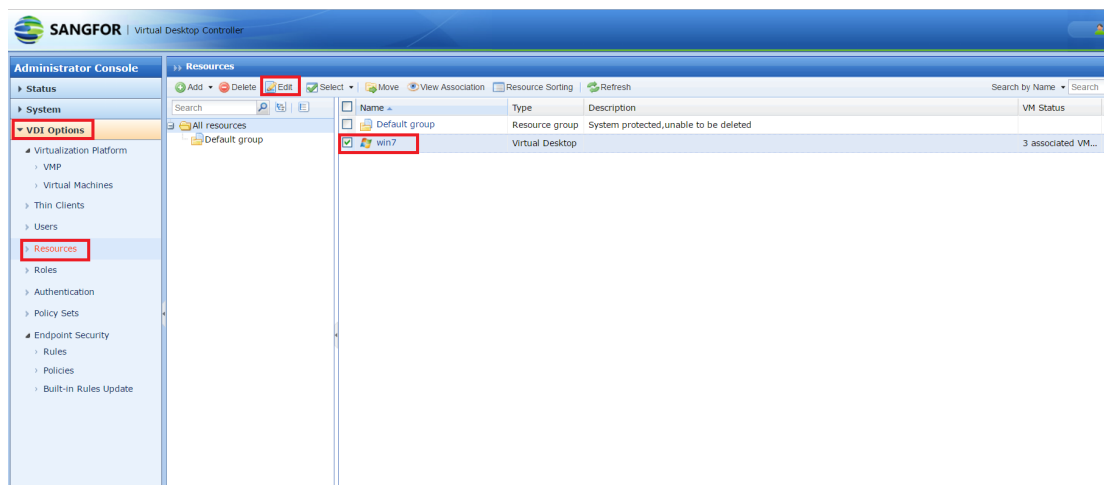 SANGFOR | Virtual Desktop Controller
Administrator Console
Status
System
VDI Options
Virtualization Platform
VMP
Virtual Machines
Thin Clients
Users
Resources
Roles
Authentication
Policy Sets
Endpoint Security
Rules
Policies
Built-in Rules Update
Resources
Add Delete Edit Select Move View Association Resource Sorting Refresh Search by Name Search
Search
All resources
Default group
Name Type Description VM Status
Default group Resource group System protected,unable to be deleted
win7 Virtual Desktop 3 associated VM...